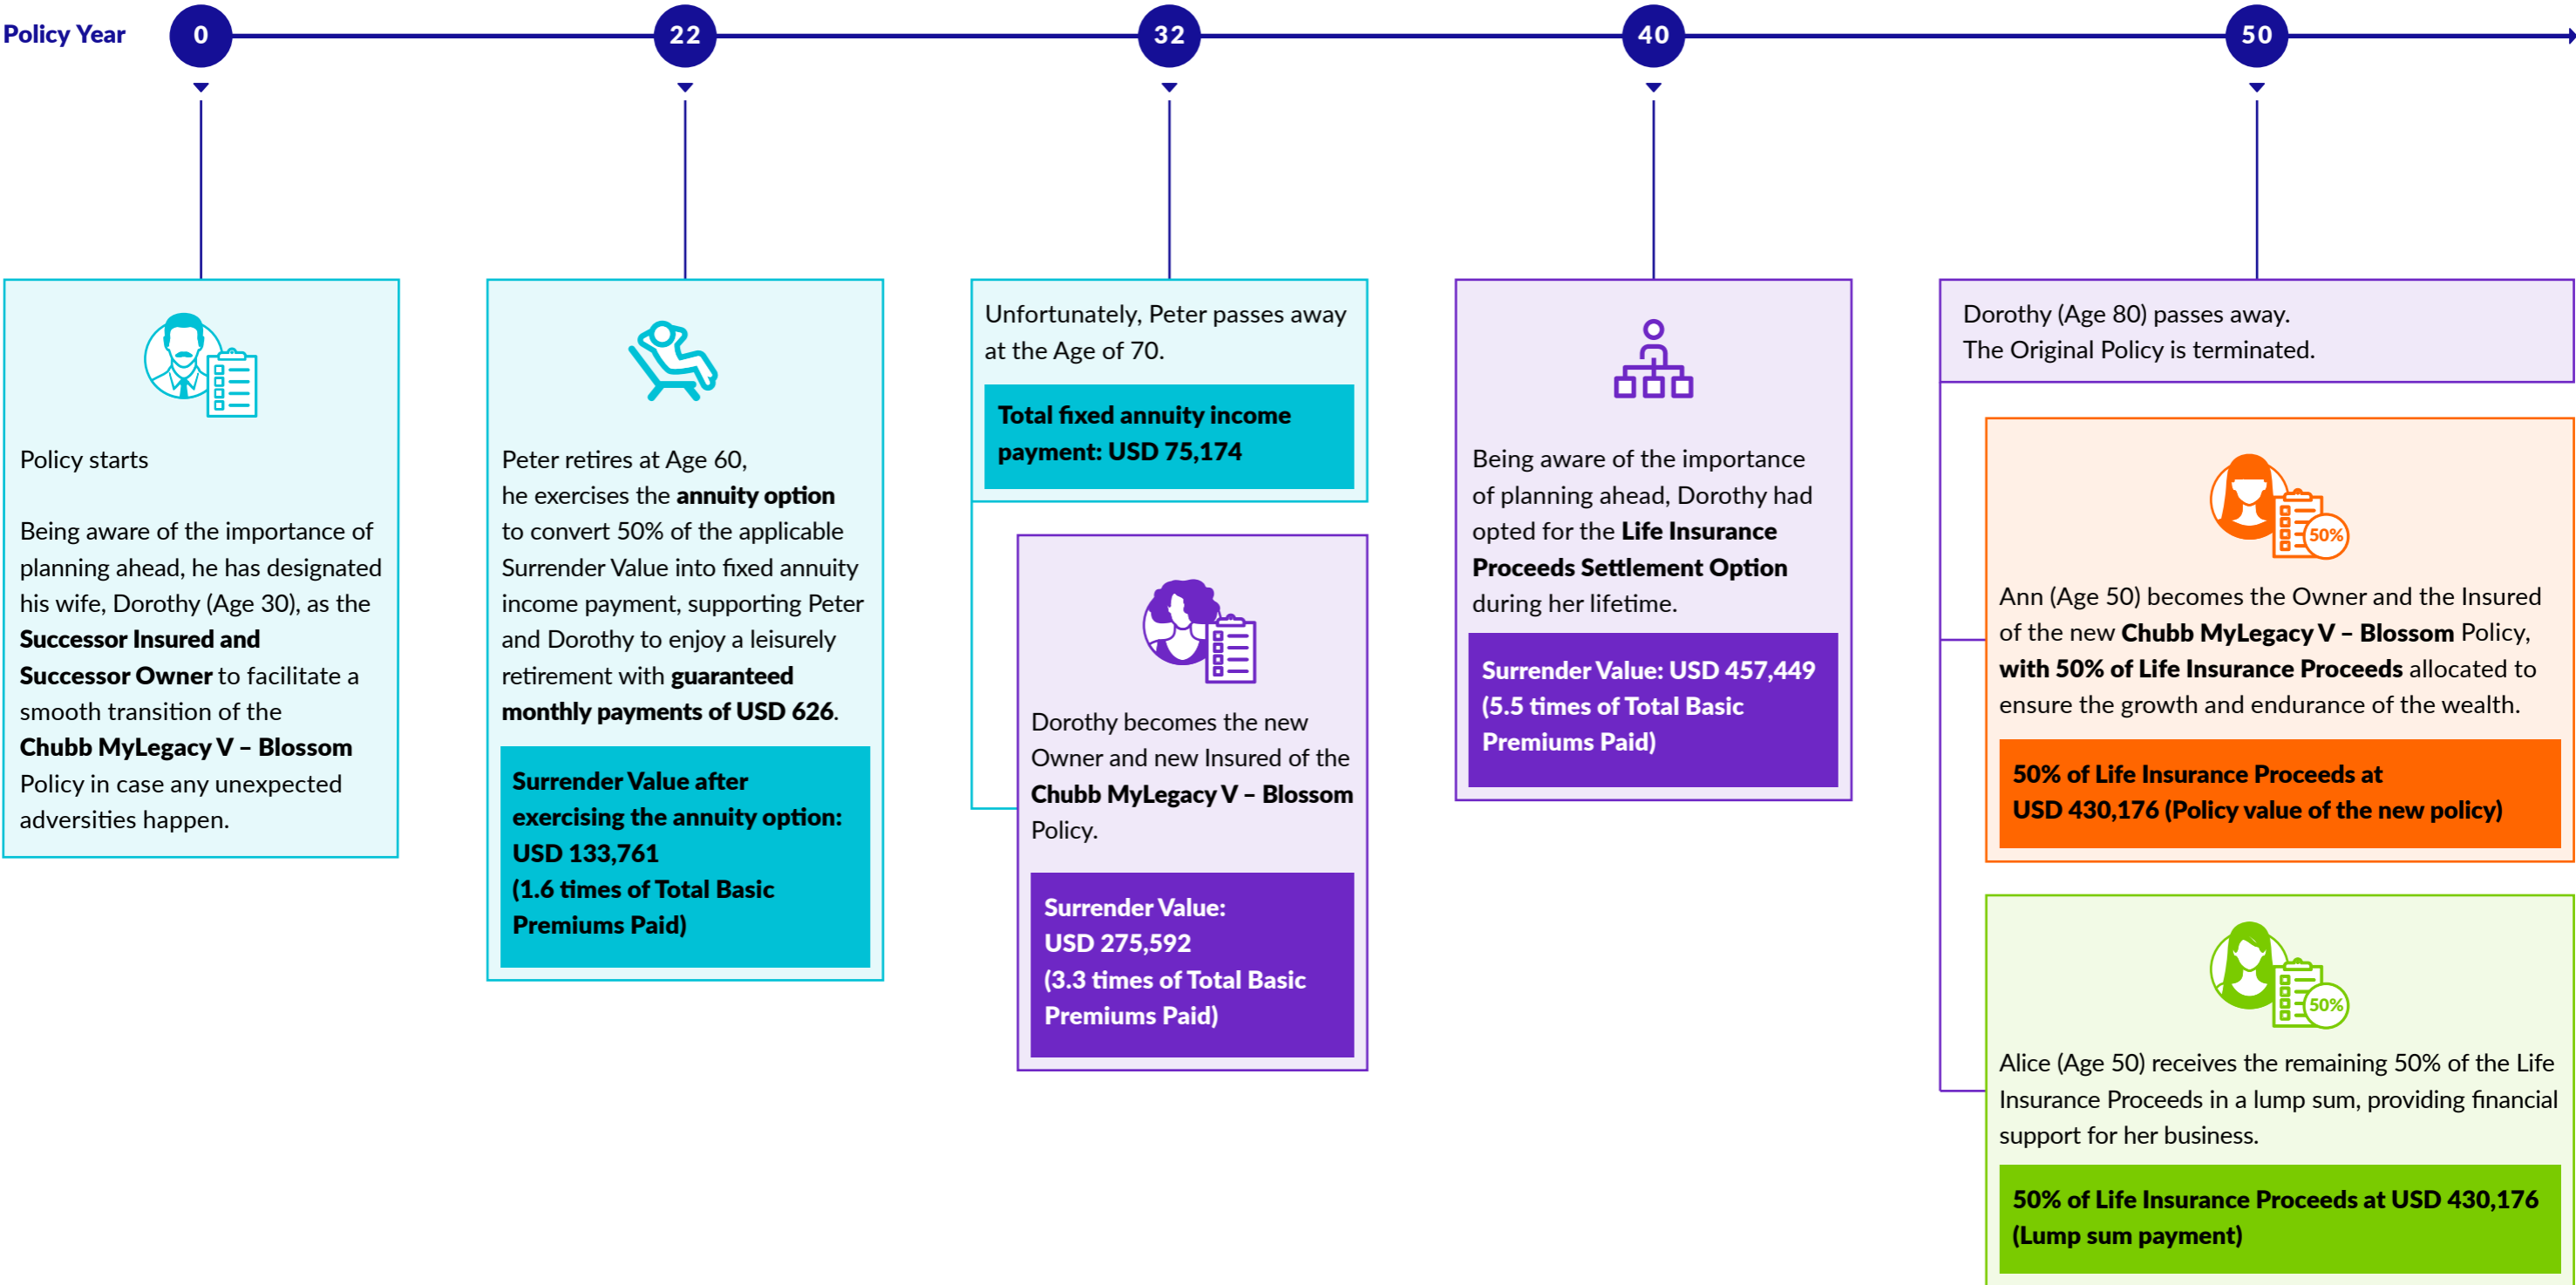 Policy Year
0
22
32
40
50
Policy starts
Being aware of the importance of
planning ahead, he has designated
his wife, Dorothy (Age 30), as the
Successor Insured and
Successor Owner to facilitate a
smooth transition of the
Chubb MyLegacy V – Blossom
Policy in case any unexpected
adversities happen.
Peter retires at Age 60,
he exercises the annuity option
to convert 50% of the applicable
Surrender Value into fixed annuity
income payment, supporting Peter
and Dorothy to enjoy a leisurely
retirement with guaranteed
monthly payments of USD 626.
Surrender Value after
exercising the annuity option:
USD 133,761
(1.6 times of Total Basic
Premiums Paid)
Unfortunately, Peter passes away
at the Age of 70.
Total fixed annuity income
payment: USD 75,174
Dorothy becomes the new
Owner and new Insured of the
Chubb MyLegacy V – Blossom
Policy.
Surrender Value:
USD 275,592
(3.3 times of Total Basic
Premiums Paid)
Being aware of the importance
of planning ahead, Dorothy had
opted for the Life Insurance
Proceeds Settlement Option
during her lifetime.
Surrender Value: USD 457,449
(5.5 times of Total Basic
Premiums Paid)
Dorothy (Age 80) passes away.
The Original Policy is terminated.
50%
Ann (Age 50) becomes the Owner and the Insured
of the new Chubb MyLegacy V – Blossom Policy,
with 50% of Life Insurance Proceeds allocated to
ensure the growth and endurance of the wealth.
50% of Life Insurance Proceeds at
USD 430,176 (Policy value of the new policy)
50%
Alice (Age 50) receives the remaining 50% of the Life
Insurance Proceeds in a lump sum, providing financial
support for her business.
50% of Life Insurance Proceeds at USD 430,176
(Lump sum payment)